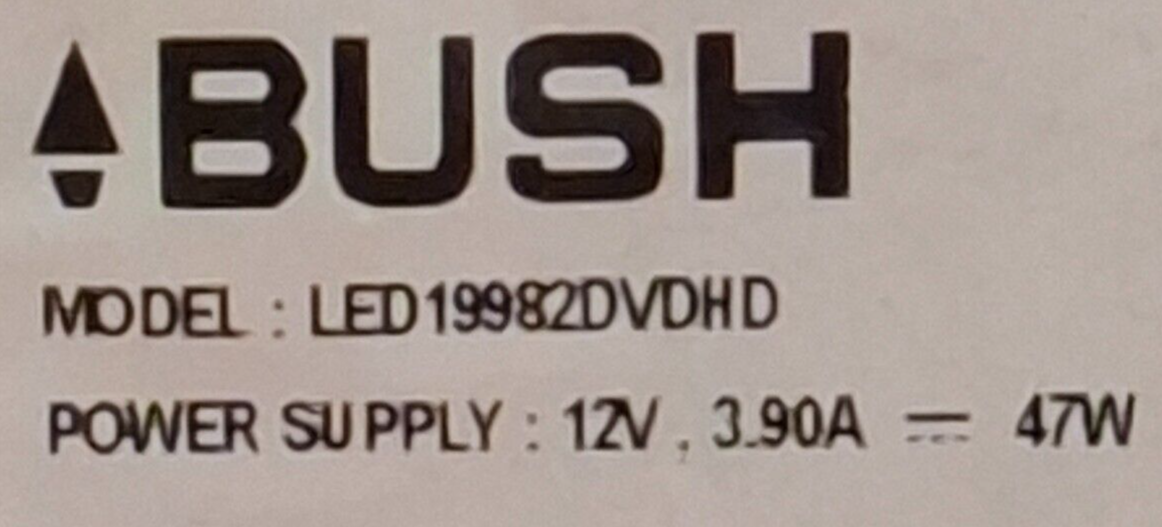 BUSH
MODEL : LED19982DVDHD
POWER SUPPLY : 12V , 3.90A ⎓ 47W